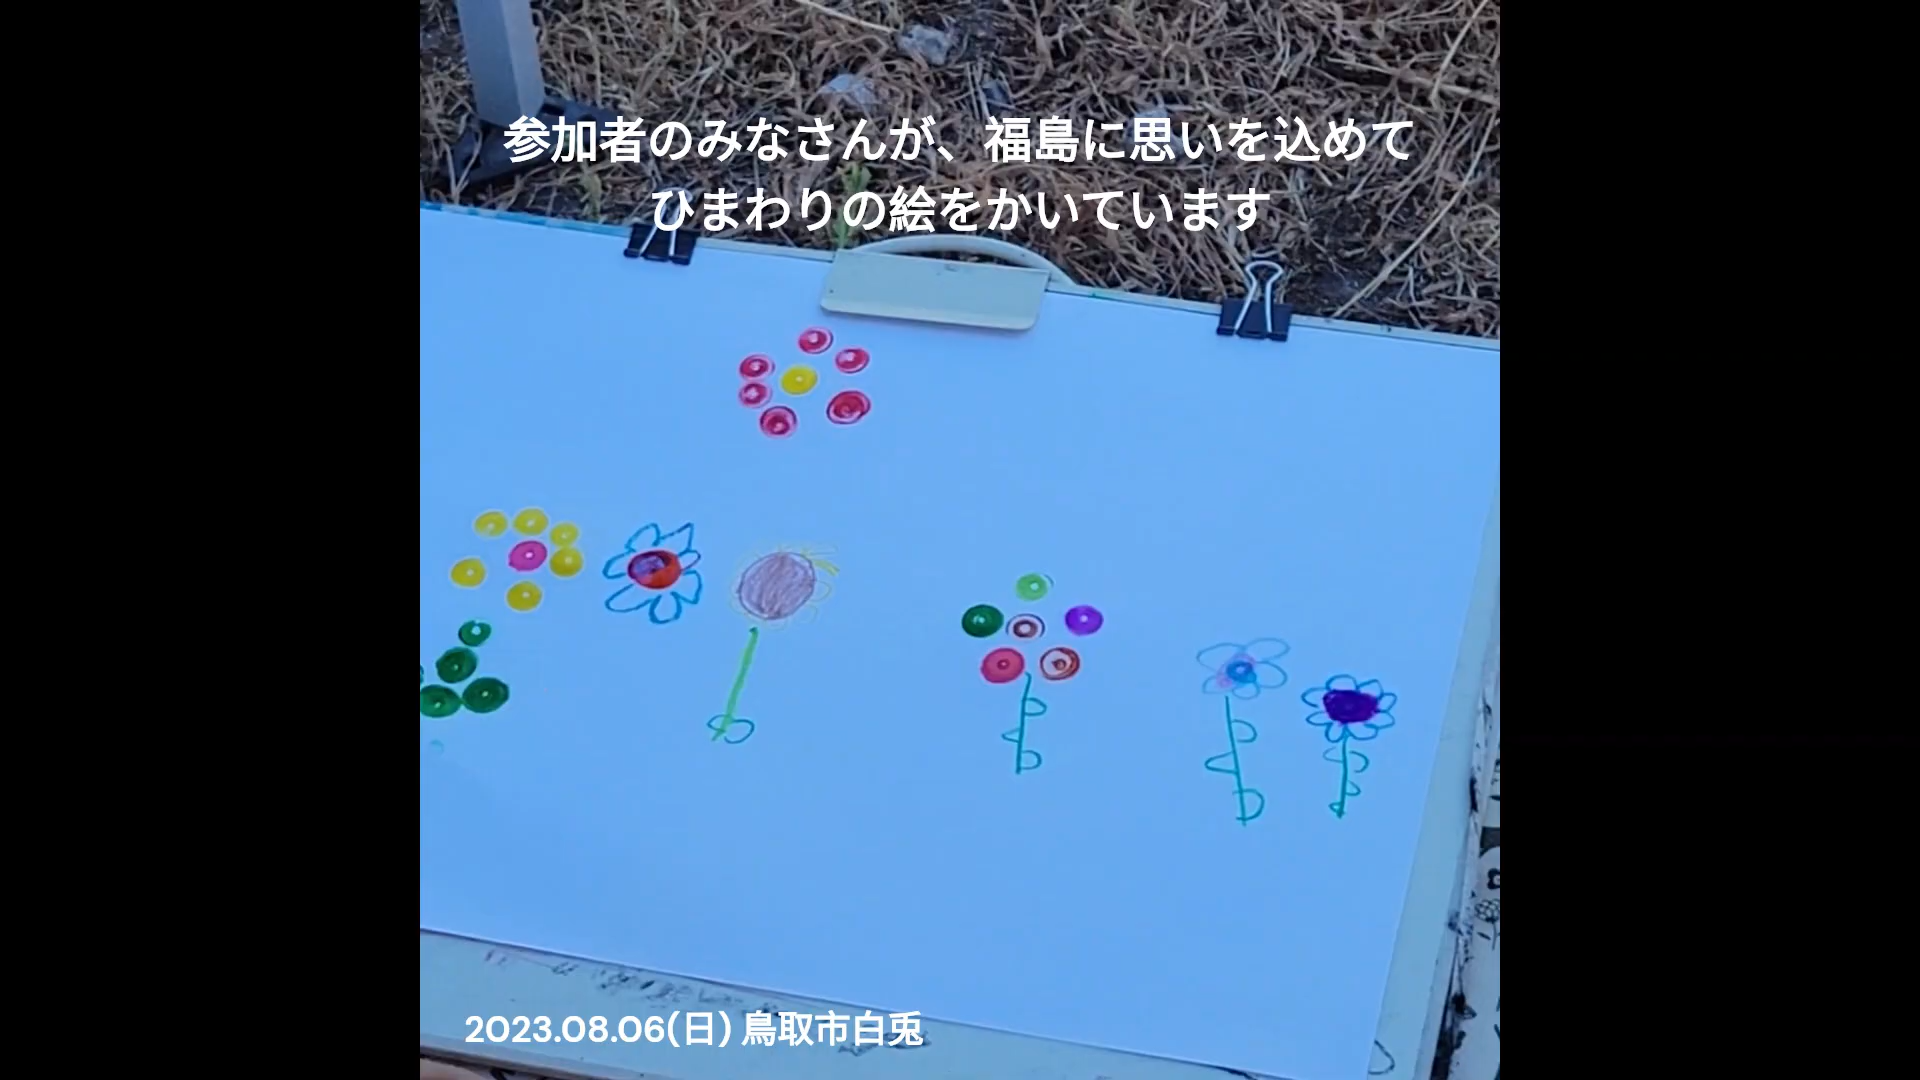 参加者のみなさんが、福島に思いを込めて
ひまわりの絵をかいています
2023.08.06(日) 鳥取市白兎